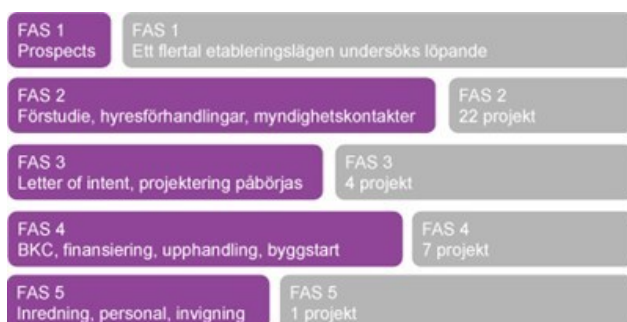 FAS 1
Prospects
FAS 1
Ett flertal etableringslägen undersöks löpande
FAS 2
Förstudie, hyresförhandlingar, myndighetskontakter
FAS 2
22 projekt
FAS 3
Letter of intent, projektering påbörjas
FAS 3
4 projekt
FAS 4
BKC, finansiering, upphandling, byggstart
FAS 4
7 projekt
FAS 5
Inredning, personal, invigning
FAS 5
1 projekt